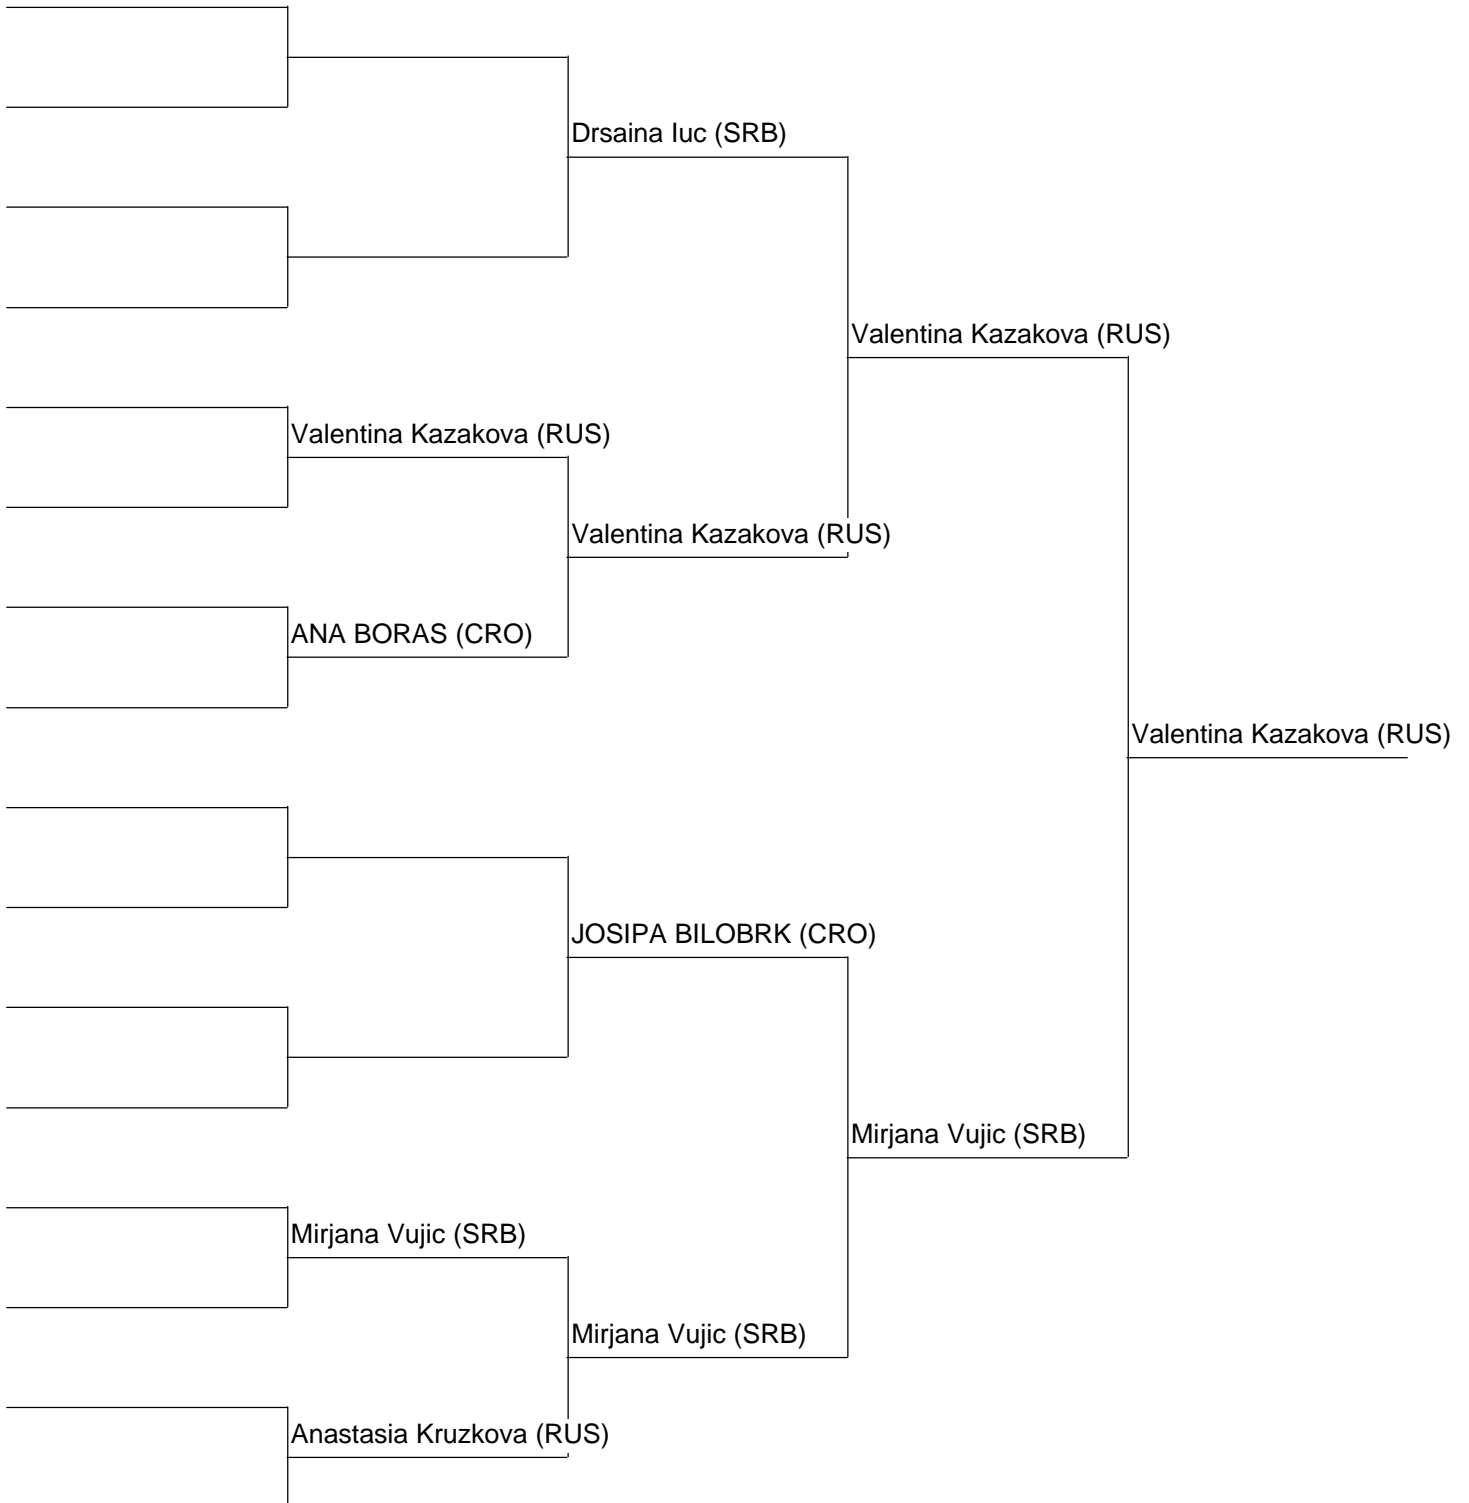 Drsaina Iuc (SRB)
Valentina Kazakova (RUS)
Valentina Kazakova (RUS)
Valentina Kazakova (RUS)
ANA BORAS (CRO)
Valentina Kazakova (RUS)
JOSIPA BILOBRK (CRO)
Mirjana Vujic (SRB)
Mirjana Vujic (SRB)
Mirjana Vujic (SRB)
Anastasia Kruzkova (RUS)